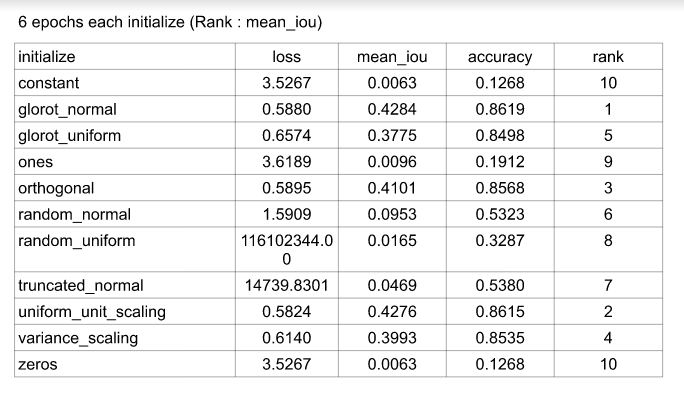 6 epochs each initialize (Rank : mean_iou)
initialize loss mean_iou accuracy rank
constant 3.5267 0.0063 0.1268 10
glorot_normal 0.5880 0.4284 0.8619 1
glorot_uniform 0.6574 0.3775 0.8498 5
ones 3.6189 0.0096 0.1912 9
orthogonal 0.5895 0.4101 0.8568 3
random_normal 1.5909 0.0953 0.5323 6
random_uniform 116102344.0 0.0165 0.3287 8
0
truncated_normal 14739.8301 0.0469 0.5380 7
uniform_unit_scaling 0.5824 0.4276 0.8615 2
variance_scaling 0.6140 0.3993 0.8535 4
zeros 3.5267 0.0063 0.1268 10